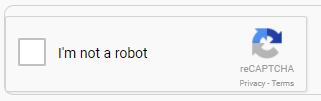 I'm not a robot
reCAPTCHA
Privacy - Terms